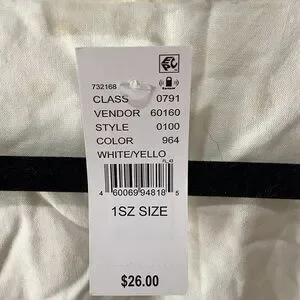 732168
CLASS 0791
VENDOR 60160
STYLE 0100
COLOR 964
WHITE/YELLO
4 60069 94818 5
1SZ SIZE
$26.00